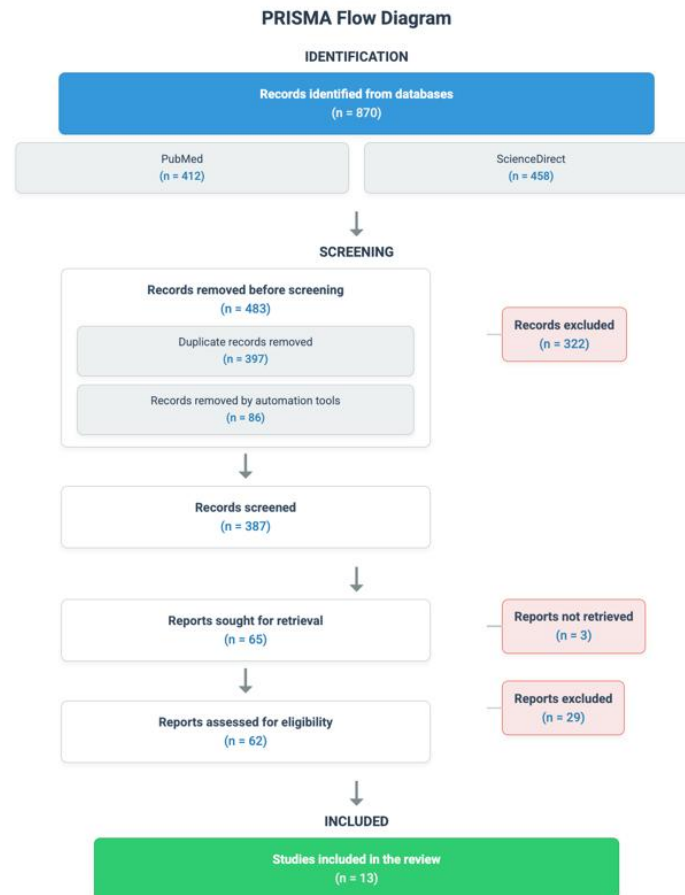 PRISMA Flow Diagram
IDENTIFICATION
Records identified from databases
(n = 870)
PubMed
(n = 412)
ScienceDirect
(n = 458)
SCREENING
Records removed before screening
(n = 483)
Duplicate records removed
(n = 397)
Records removed by automation tools
(n = 86)
Records excluded
(n = 322)
Records screened
(n = 387)
Reports sought for retrieval
(n = 65)
Reports not retrieved
(n = 3)
Reports assessed for eligibility
(n = 62)
Reports excluded
(n = 29)
INCLUDED
Studies included in the review
(n = 13)